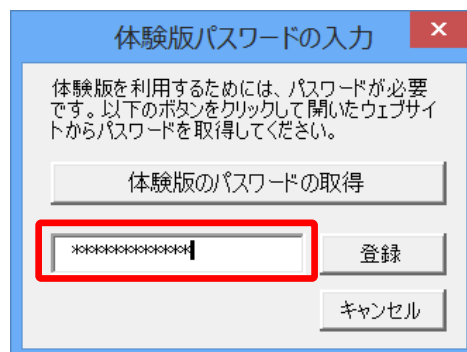 体験版パスワードの入力
体験版を利用するためには、パスワードが必要
です。以下のボタンをクリックして開いたウェブサイ
トからパスワードを取得してください。
体験版のパスワードの取得
************
登録
キャンセル